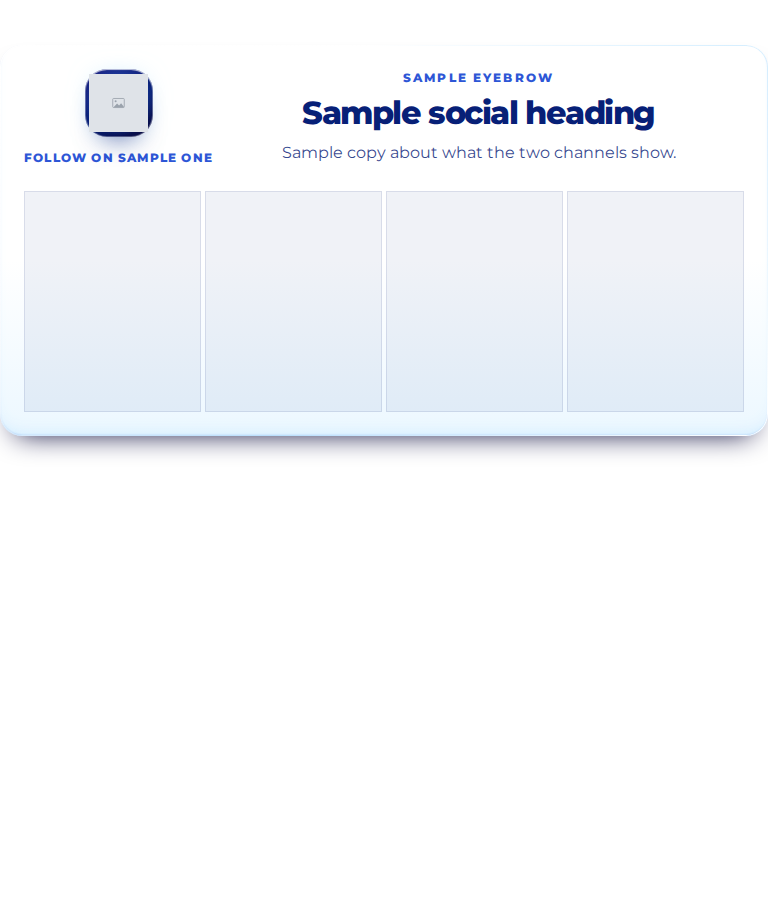 FOLLOW ON SAMPLE ONE
SAMPLE EYEBROW
Sample social heading
Sample copy about what the two channels show.